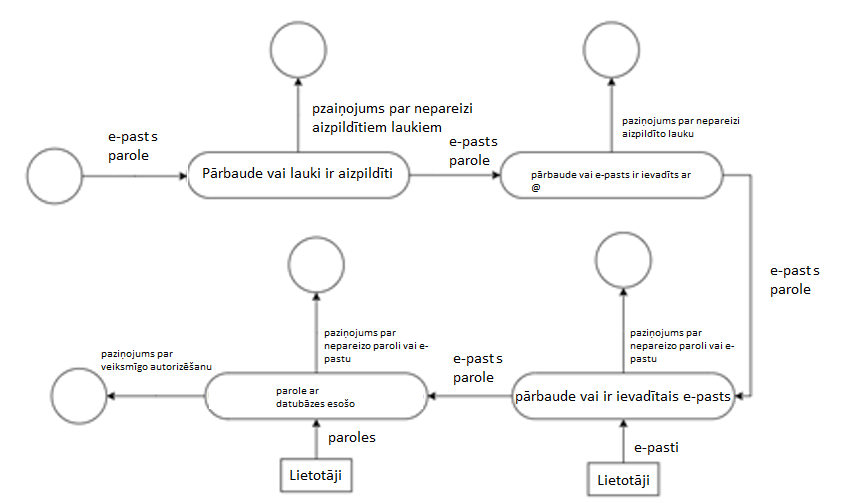 e-pasts
parole
pzaiņojums par nepareizi
aizpildītiem laukiem
Pārbaude vai lauki ir aizpildīti
e-pasts
parole
paziņojums par nepareizi
aizpildīto lauku
pārbaude vai e-pasts ir ievadīts ar
@
e-pasts
parole
paziņojums par
nepareizo paroli vai e-
pastu
pārbaude vai ir ievadītais e-pasts
e-pasti
Lietotāji
e-pasts
parole
paziņojums par
nepareizo paroli vai e-
pastu
parole ar
datubāzes esošo
paroles
Lietotāji
paziņojums par
veiksmīgo autorizēšanu